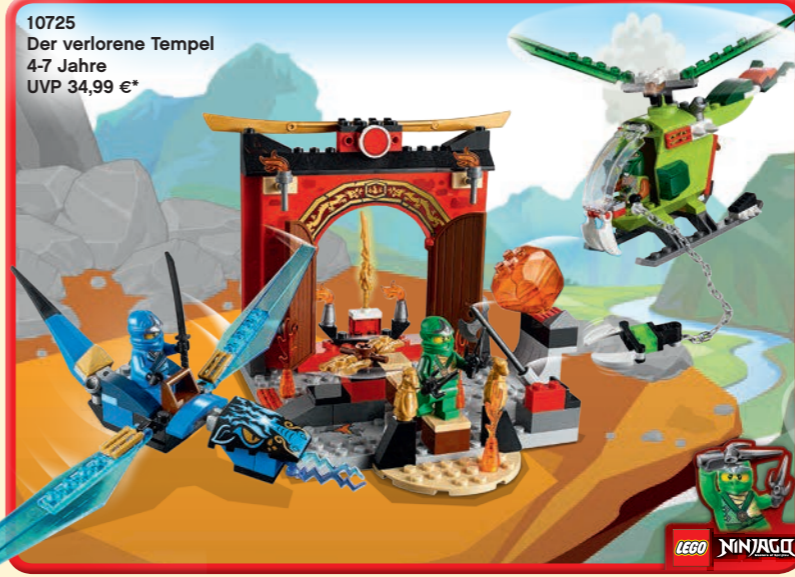 10725
Der verlorene Tempel
4-7 Jahre
UVP 34,99 €*
LEGO NINJAGO